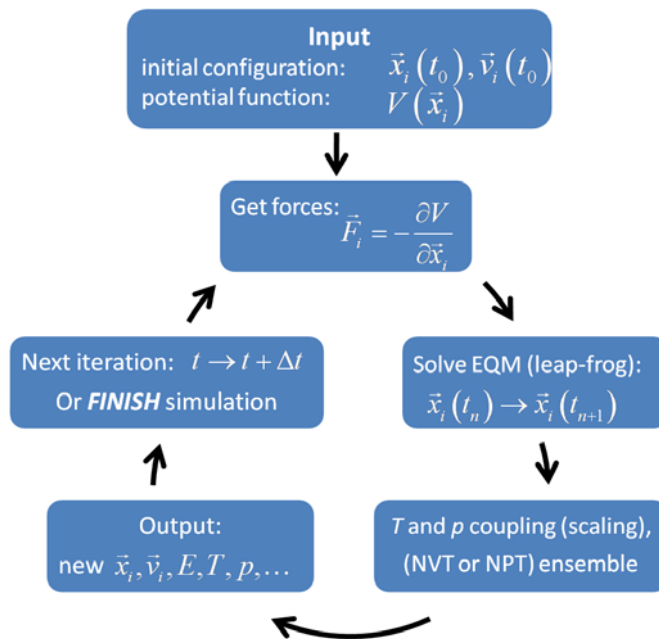 Input
initial configuration: x⃗ᵢ(t₀), v⃗ᵢ(t₀)
potential function: V(x⃗ᵢ)
Get forces: F⃗ᵢ = −∂V/∂x⃗ᵢ
Next iteration: t → t + Δt
Or FINISH simulation
Solve EQM (leap-frog):
x⃗ᵢ(tₙ) → x⃗ᵢ(tₙ₊₁)
Output:
new x⃗ᵢ, v⃗ᵢ, E, T, p, ...
T and p coupling (scaling),
(NVT or NPT) ensemble